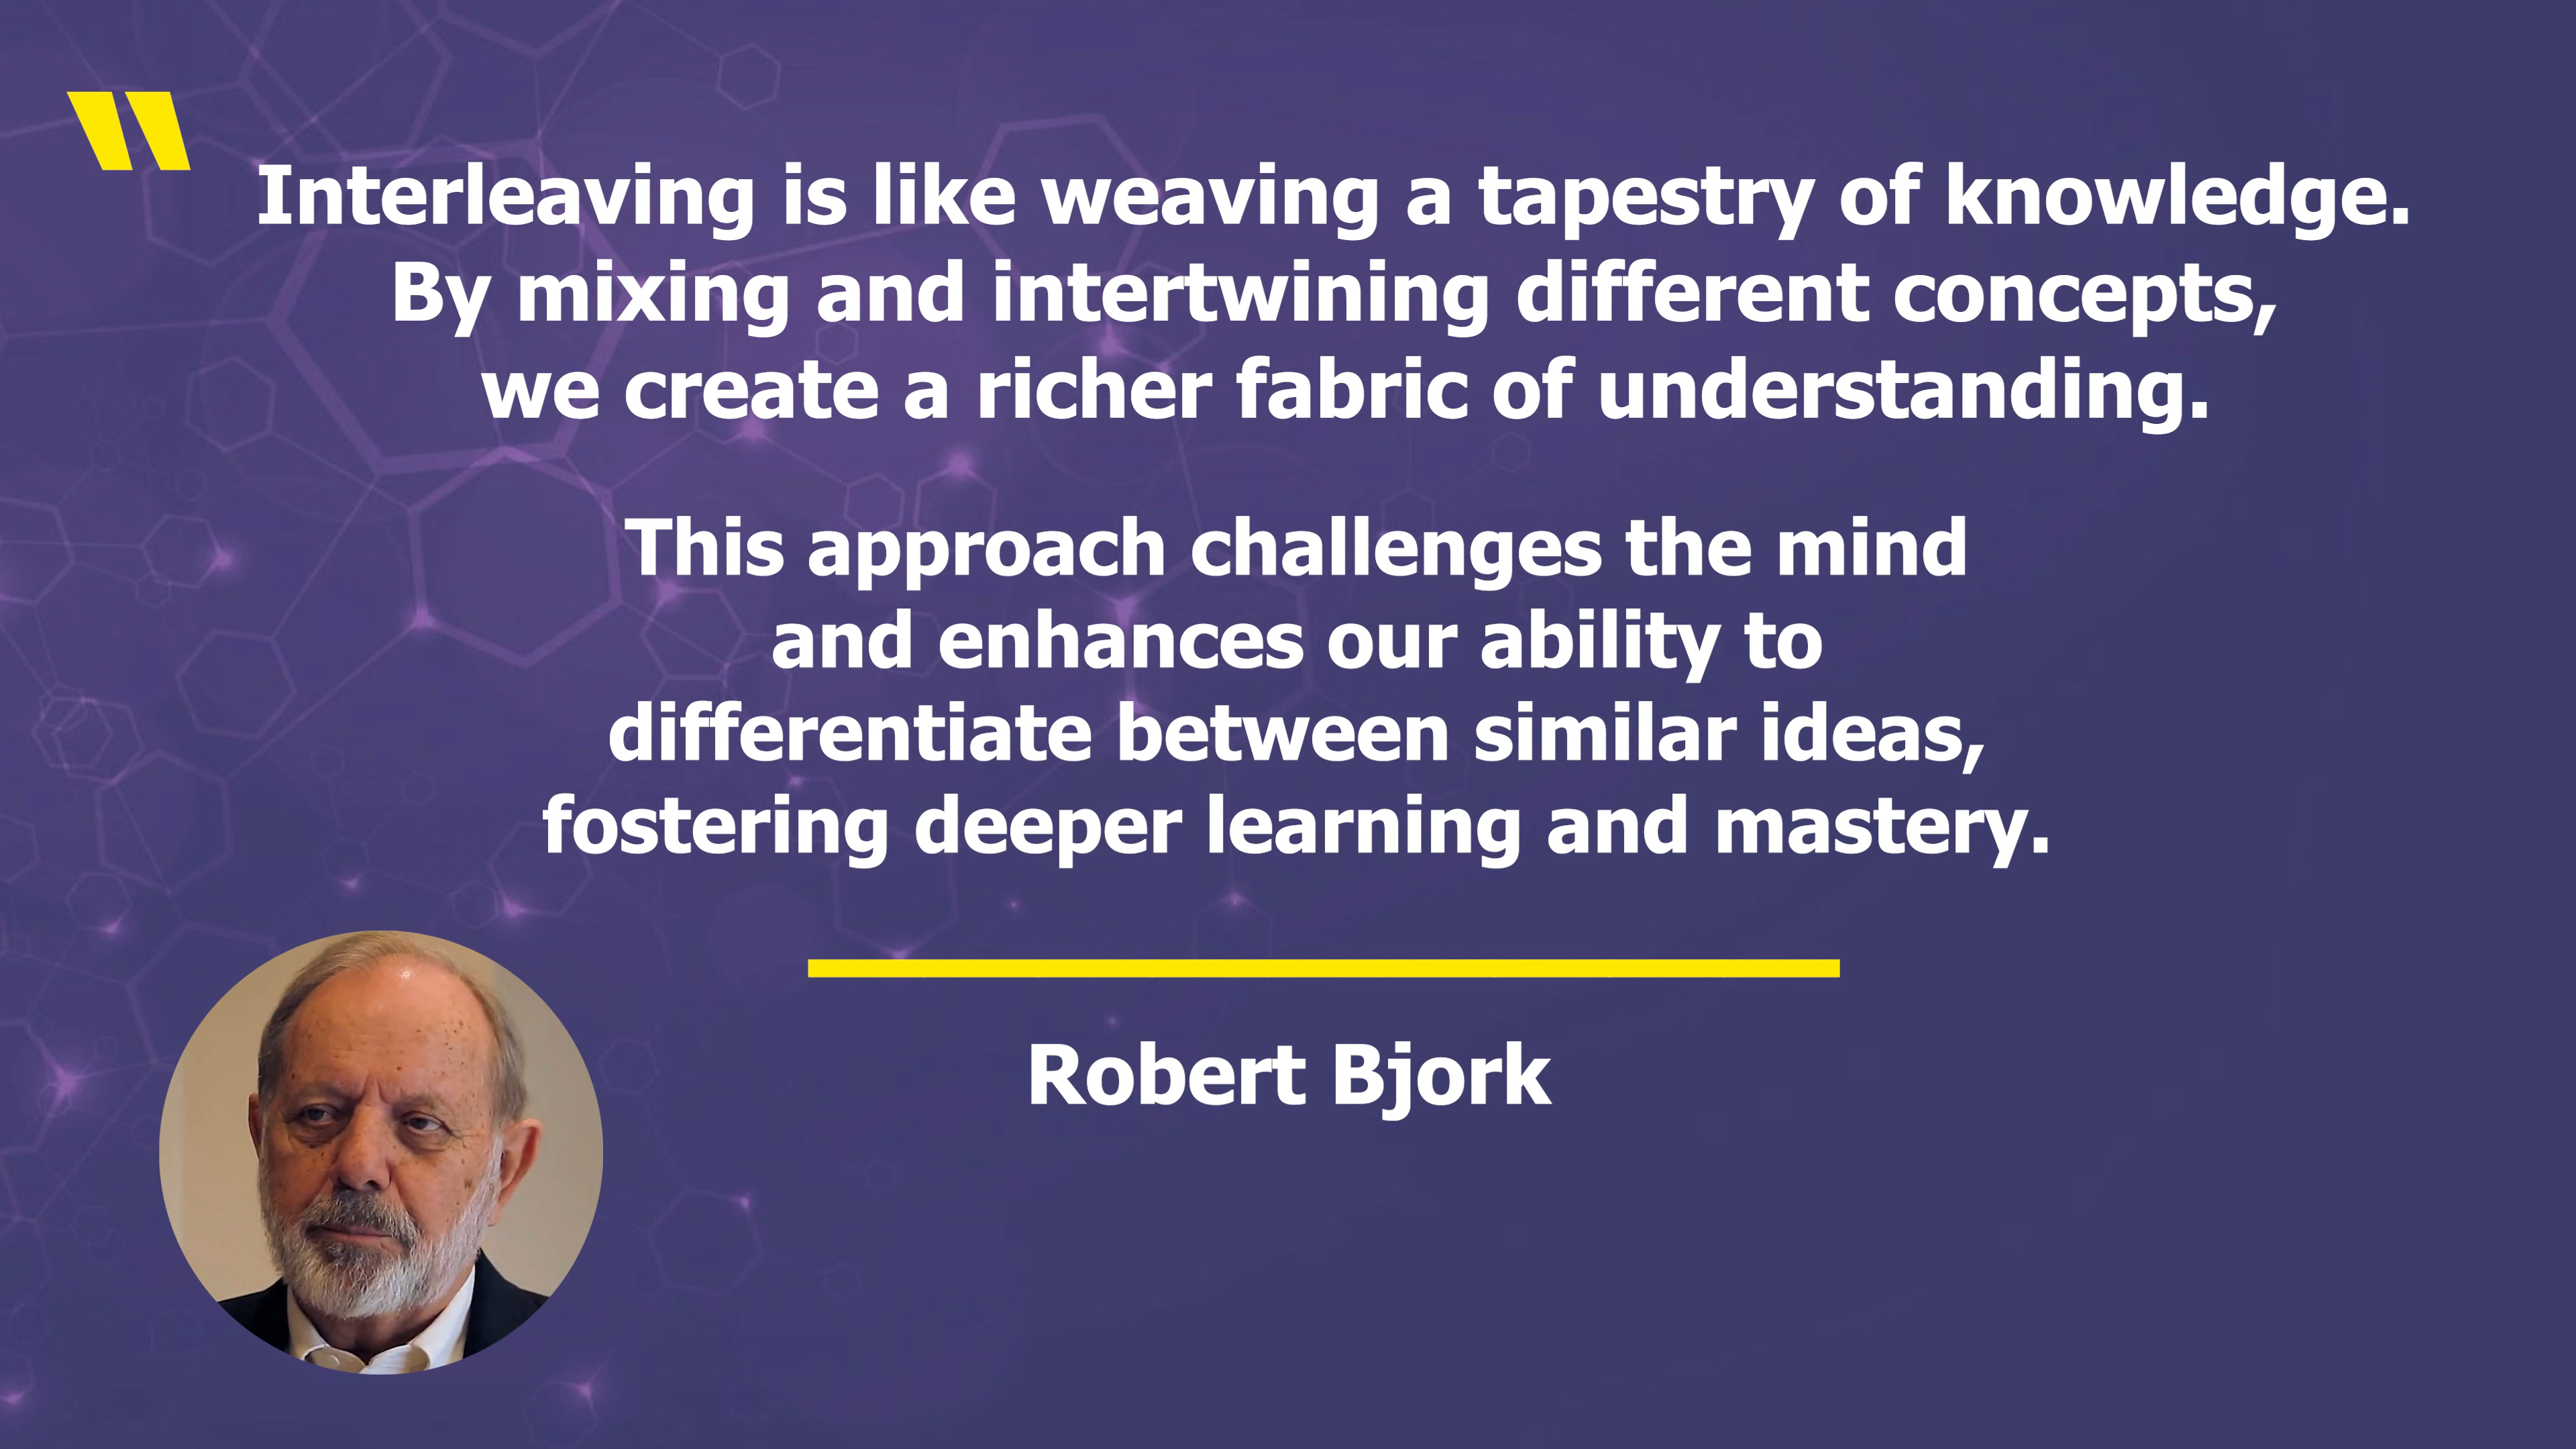 "
Interleaving is like weaving a tapestry of knowledge.
By mixing and intertwining different concepts,
we create a richer fabric of understanding.
This approach challenges the mind
and enhances our ability to
differentiate between similar ideas,
fostering deeper learning and mastery.
Robert Bjork